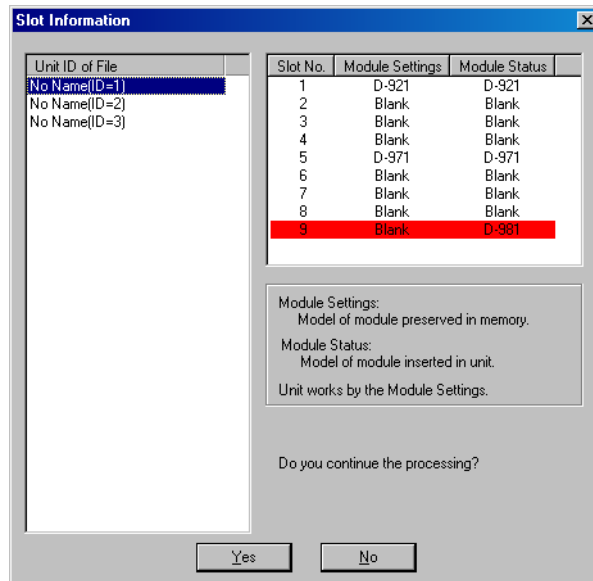 Slot Information
Unit ID of File
No Name(ID=1)
No Name(ID=2)
No Name(ID=3)
Slot No. Module Settings Module Status
1 D-921 D-921
2 Blank Blank
3 Blank Blank
4 Blank Blank
5 D-971 D-971
6 Blank Blank
7 Blank Blank
8 Blank Blank
9 Blank D-981
Module Settings:
Model of module preserved in memory.
Module Status:
Model of module inserted in unit.
Unit works by the Module Settings.
Do you continue the processing?
Yes No